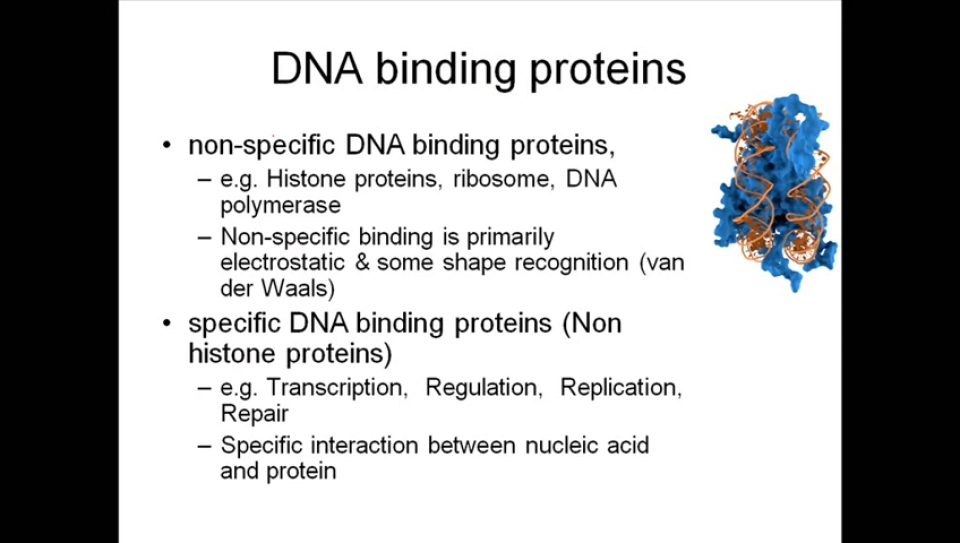 DNA binding proteins
• non-specific DNA binding proteins,
– e.g. Histone proteins, ribosome, DNA
polymerase
– Non-specific binding is primarily
electrostatic & some shape recognition (van
der Waals)
• specific DNA binding proteins (Non
histone proteins)
– e.g. Transcription, Regulation, Replication,
Repair
– Specific interaction between nucleic acid
and protein